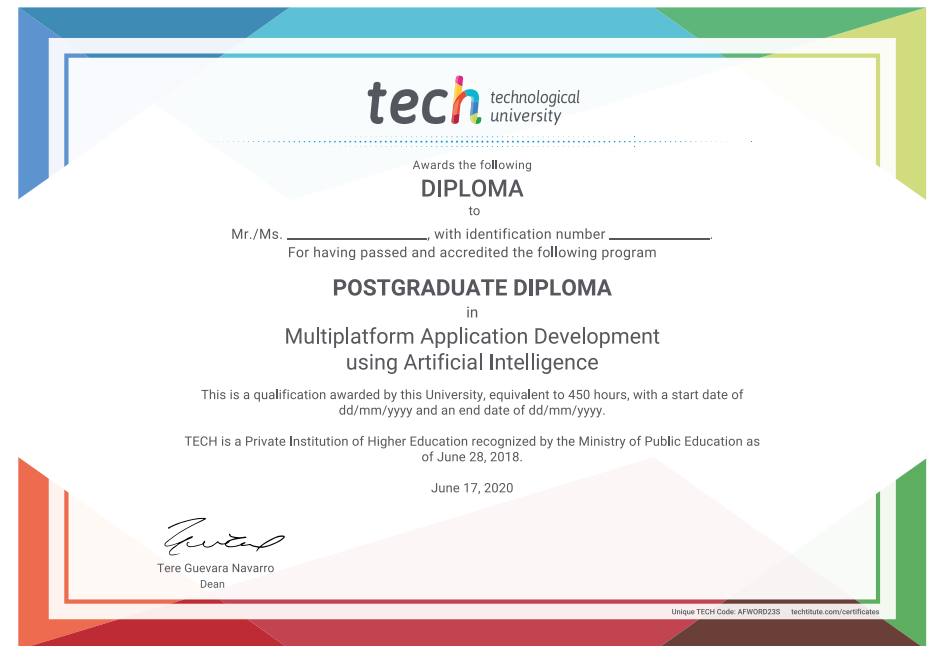 tech technological
university
Awards the following
DIPLOMA
to
Mr./Ms. ____________________, with identification number ______________.
For having passed and accredited the following program
POSTGRADUATE DIPLOMA
in
Multiplatform Application Development
using Artificial Intelligence
This is a qualification awarded by this University, equivalent to 450 hours, with a start date of
dd/mm/yyyy and an end date of dd/mm/yyyy.
TECH is a Private Institution of Higher Education recognized by the Ministry of Public Education as
of June 28, 2018.
June 17, 2020
Tere Guevara Navarro
Dean
Unique TECH Code: AFWORD23S techtitute.com/certificates